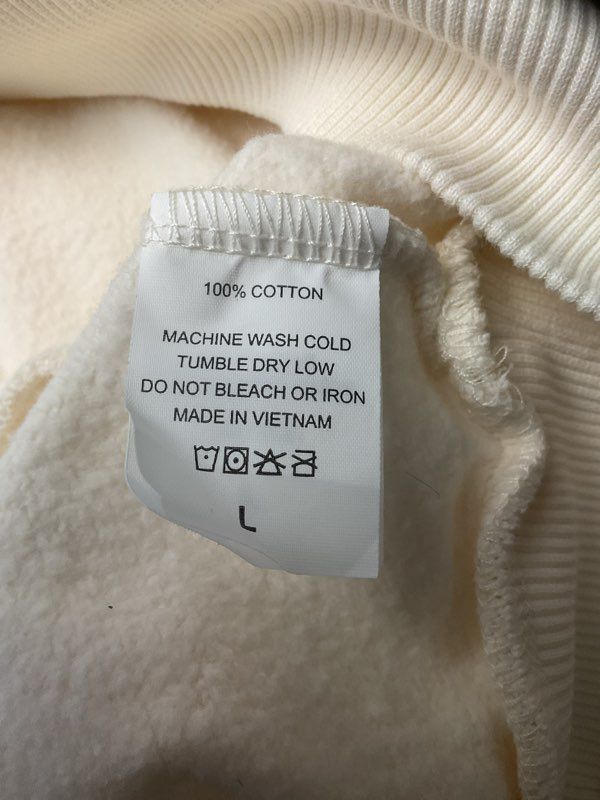 100% COTTON
MACHINE WASH COLD
TUMBLE DRY LOW
DO NOT BLEACH OR IRON
MADE IN VIETNAM
L